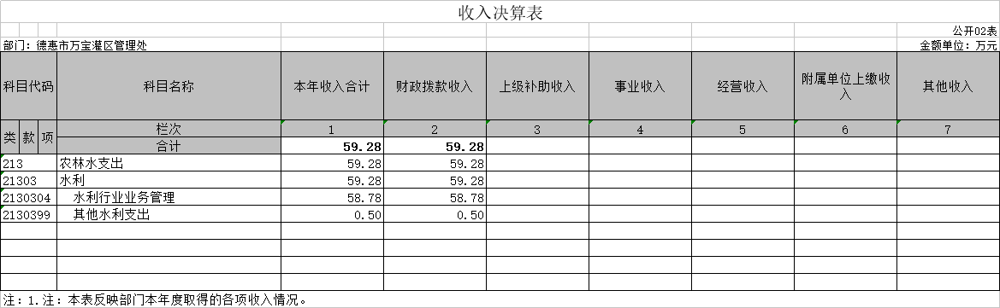 收入决算表
公开02表
部门：德惠市万宝灌区管理处 金额单位：万元
科目代码 科目名称 本年收入合计 财政拨款收入 上级补助收入 事业收入 经营收入 附属单位上缴收入 其他收入
类 款 项 栏次 1 2 3 4 5 6 7
合计 59.28 59.28
213 农林水支出 59.28 59.28
21303 水利 59.28 59.28
2130304 水利行业业务管理 58.78 58.78
2130399 其他水利支出 0.50 0.50
注：1.注：本表反映部门本年度取得的各项收入情况。